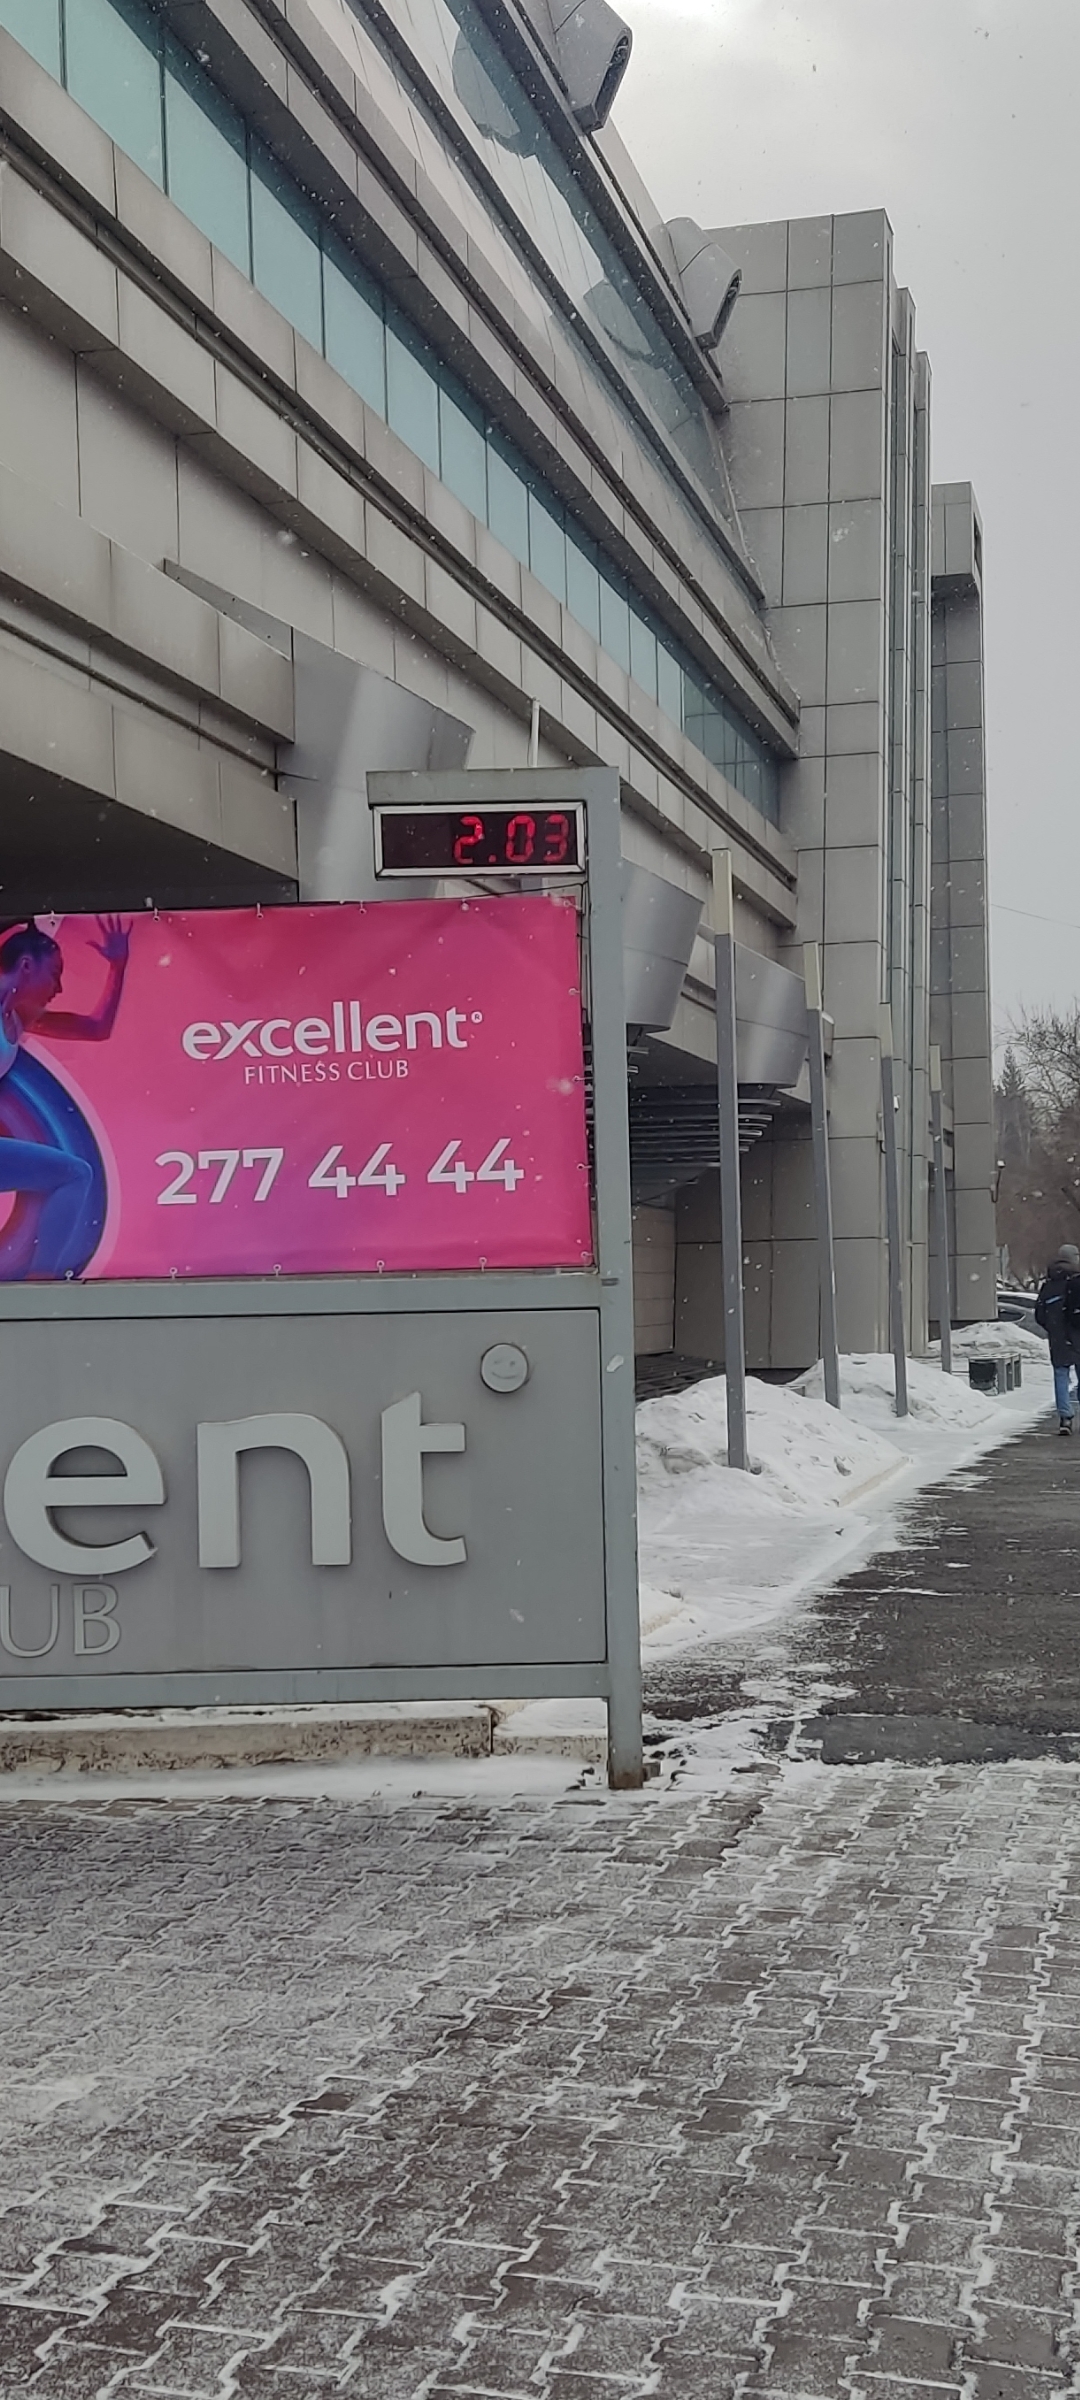 2.03
excellent®
FITNESS CLUB
277 44 44
ent
UB